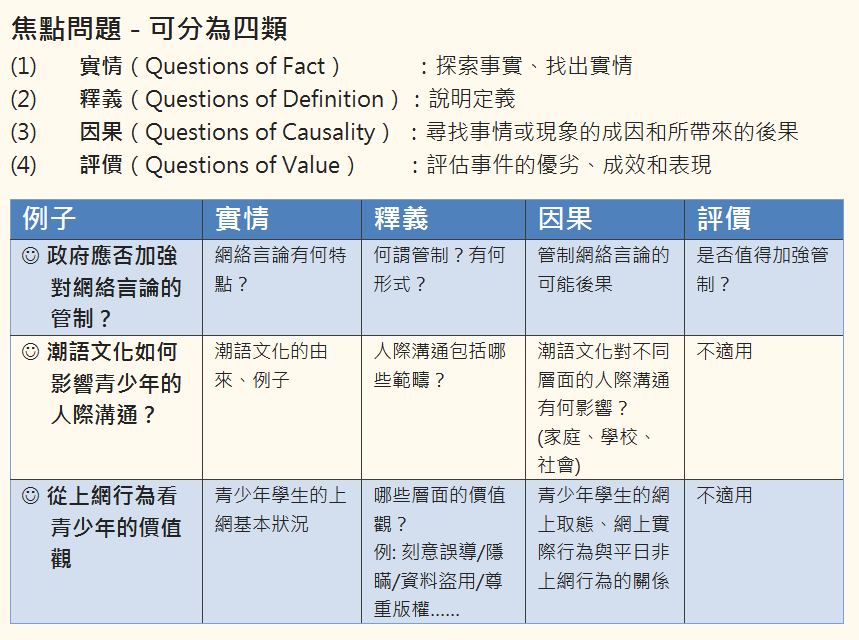 焦點問題 - 可分為四類
(1) 實情（Questions of Fact）：探索事實、找出實情
(2) 釋義（Questions of Definition）：說明定義
(3) 因果（Questions of Causality）：尋找事情或現象的成因和所帶來的後果
(4) 評價（Questions of Value）：評估事件的優劣、成效和表現
例子 實情 釋義 因果 評價
☺ 政府應否加強
對網絡言論的
管制？
網絡言論有何特
點？
何謂管制？有何
形式？
管制網絡言論的
可能後果
是否值得加強管
制？
☺ 潮語文化如何
影響青少年的
人際溝通？
潮語文化的由
來、例子
人際溝通包括哪
些範疇？
潮語文化對不同
層面的人際溝通
有何影響？
(家庭、學校、
社會)
不適用
☺ 從上網行為看
青少年的價值
觀
青少年學生的上
網基本狀況
哪些層面的價值
觀？
例: 刻意誤導/隱
瞞/資料盜用/尊
重版權......
青少年學生的網
上取態、網上實
際行為與平日非
上網行為的關係
不適用